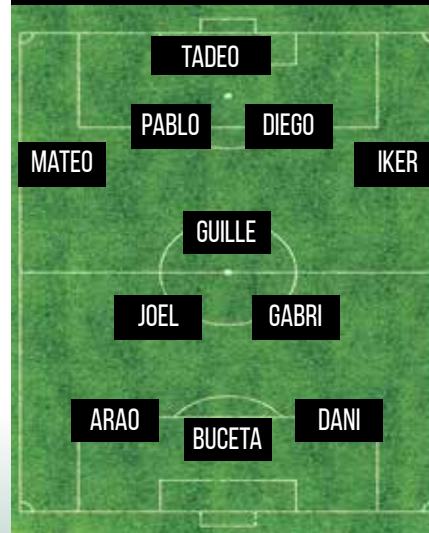 TADEO
PABLO DIEGO
MATEO IKER
GUILLE
JOEL GABRI
ARAO DANI
BUCETA